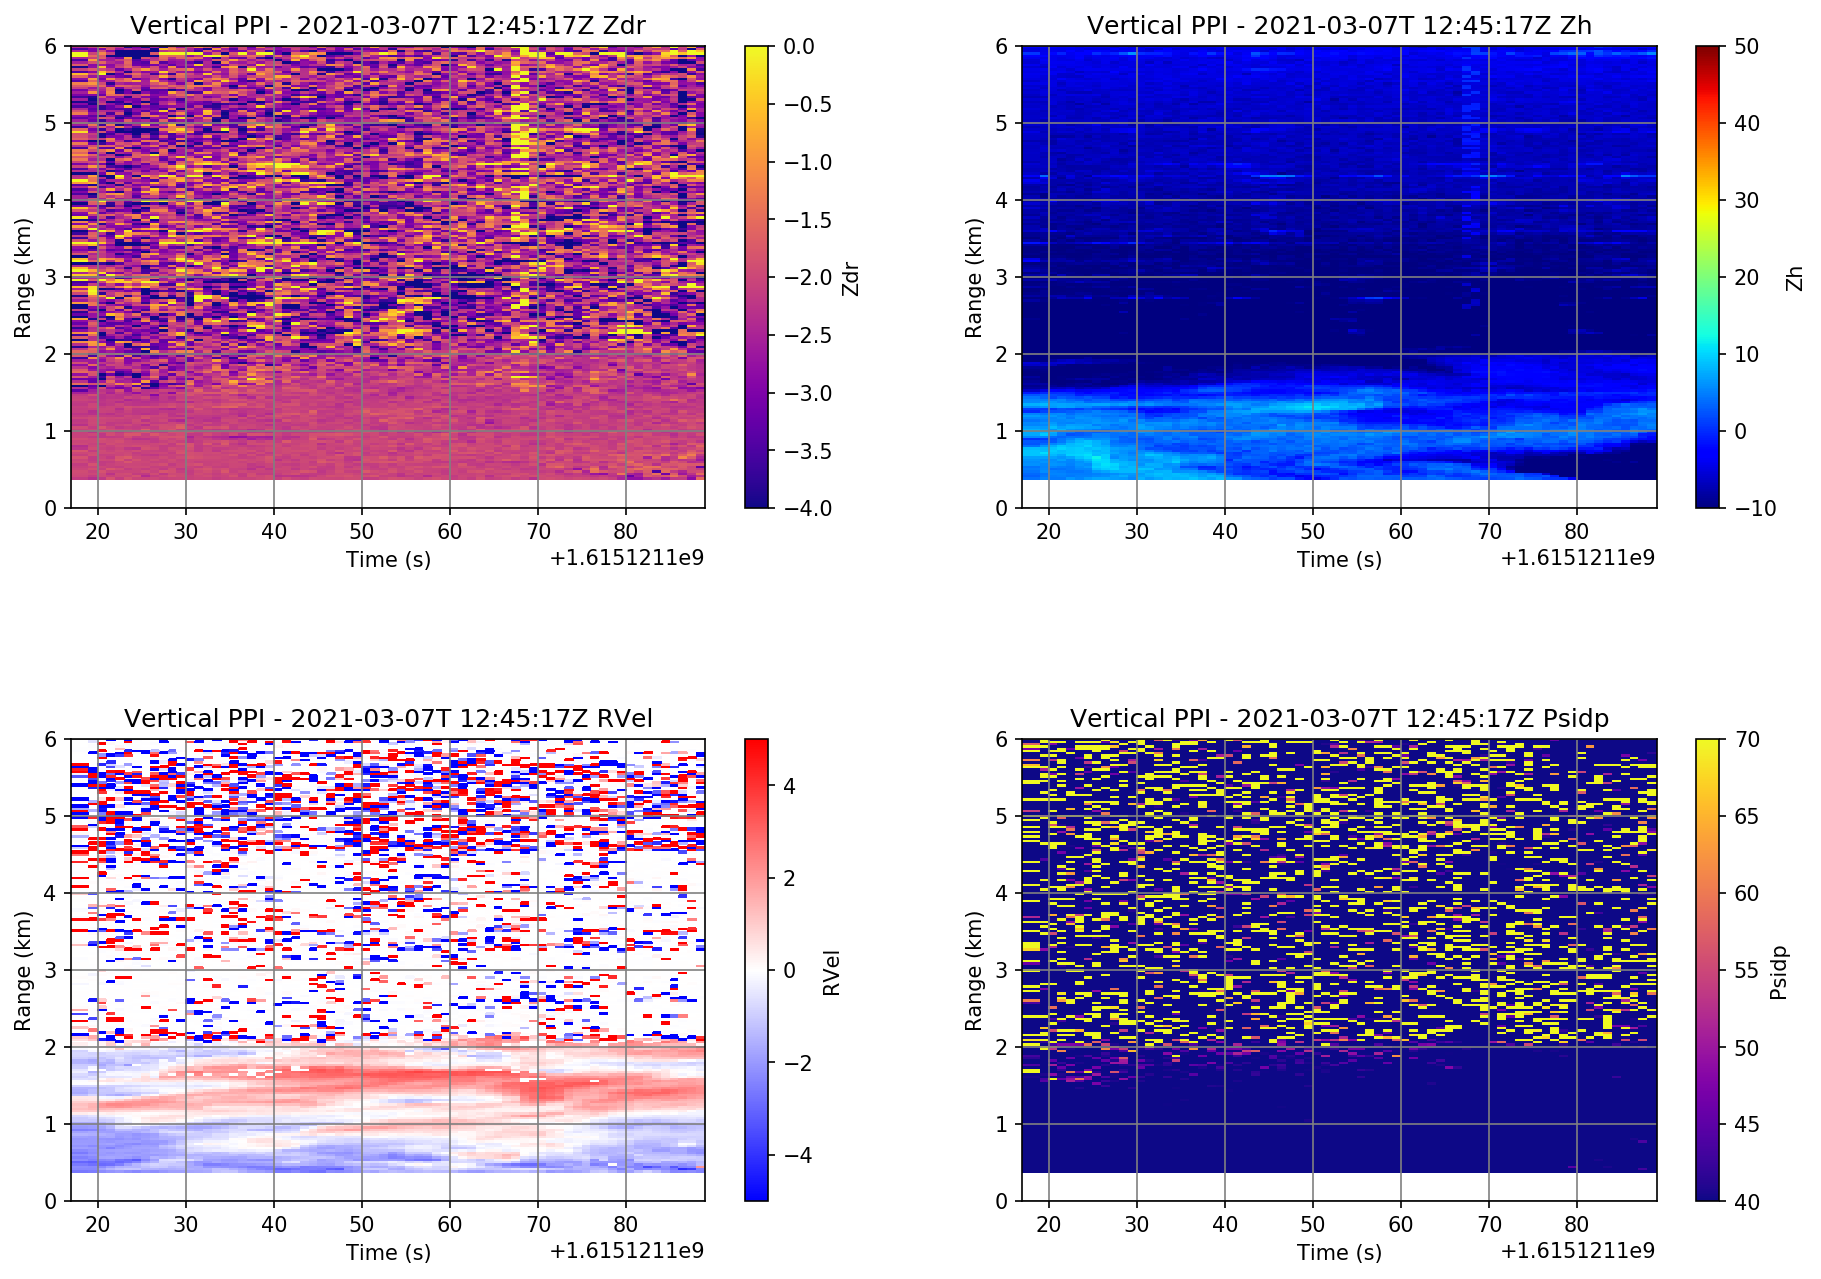 Vertical PPI - 2021-03-07T 12:45:17Z Zdr
6
5
4
3
2
1
0
Range (km)
20 30 40 50 60 70 80
Time (s)
+1.6151211e9
0.0
−0.5
−1.0
−1.5
−2.0
−2.5
−3.0
−3.5
−4.0
Zdr
Vertical PPI - 2021-03-07T 12:45:17Z Zh
6
5
4
3
2
1
0
Range (km)
20 30 40 50 60 70 80
Time (s)
+1.6151211e9
50
40
30
20
10
0
−10
Zh
Vertical PPI - 2021-03-07T 12:45:17Z RVel
6
5
4
3
2
1
0
Range (km)
20 30 40 50 60 70 80
Time (s)
+1.6151211e9
4
2
0
−2
−4
RVel
Vertical PPI - 2021-03-07T 12:45:17Z Psidp
6
5
4
3
2
1
0
Range (km)
20 30 40 50 60 70 80
Time (s)
+1.6151211e9
70
65
60
55
50
45
40
Psidp